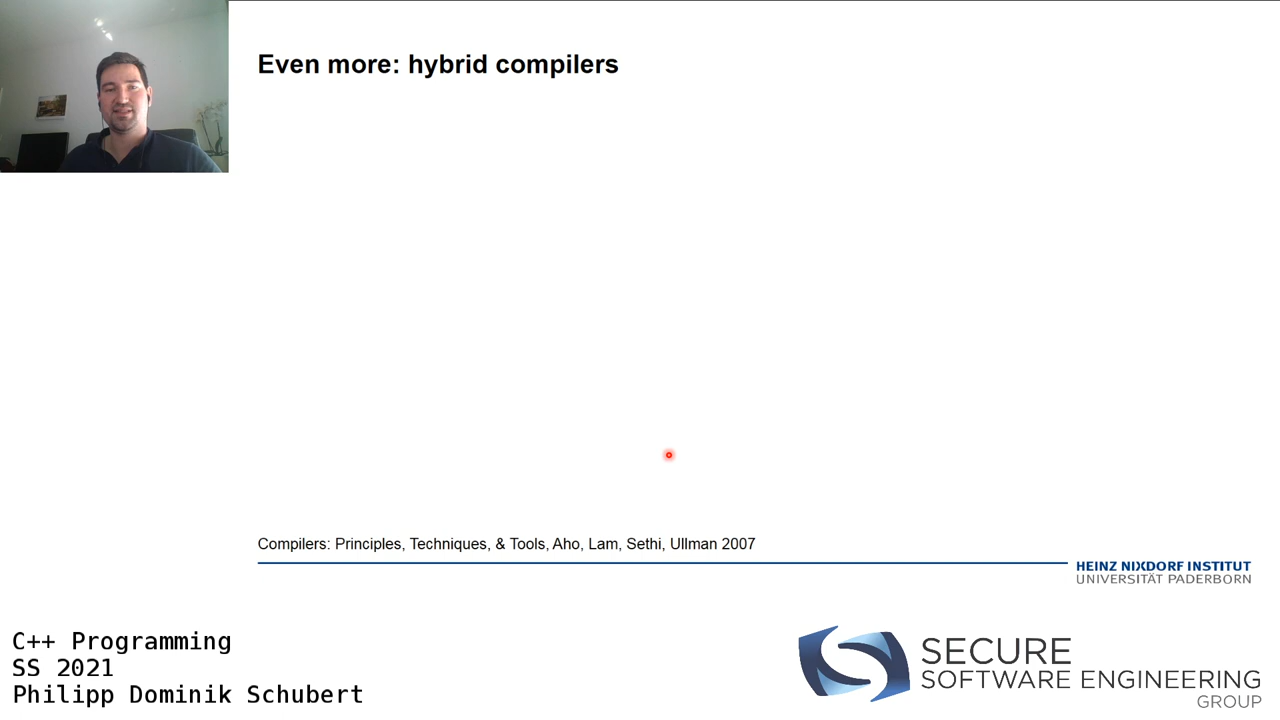 Even more: hybrid compilers
Compilers: Principles, Techniques, & Tools, Aho, Lam, Sethi, Ullman 2007
HEINZ NIXDORF INSTITUT
UNIVERSITÄT PADERBORN
C++ Programming
SS 2021
Philipp Dominik Schubert
SECURE
SOFTWARE ENGINEERING
GROUP